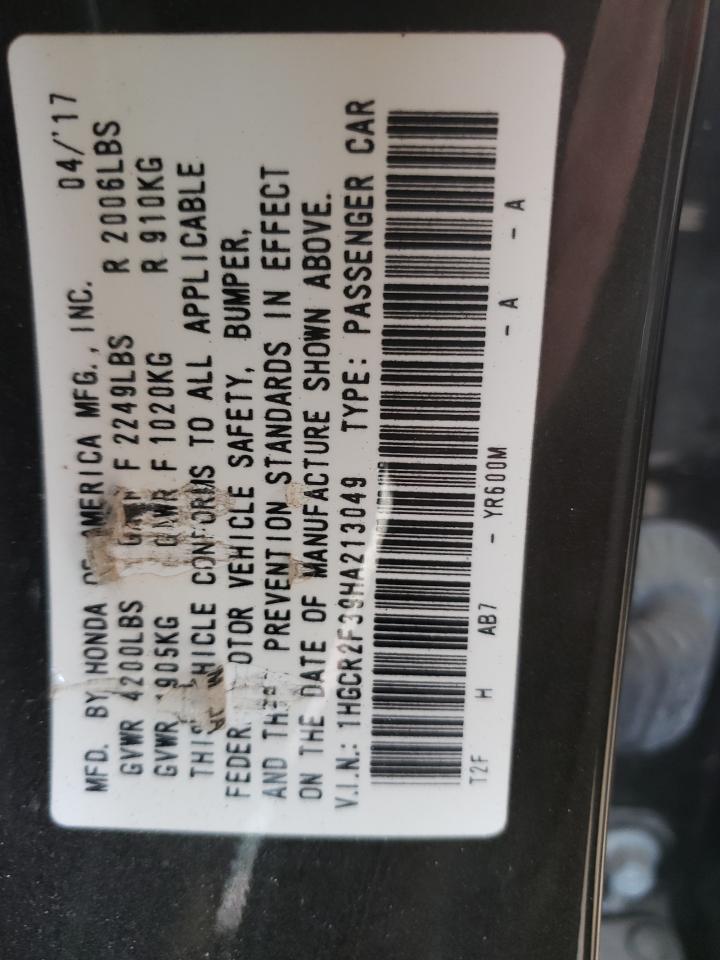 MFD. BY HONDA OF AMERICA MFG., INC. 04/'17
GVWR 4200LBS GAWR F 2249LBS R 2006LBS
GVWR 1905KG GAWR F 1020KG R 910KG
THIS VEHICLE CONFORMS TO ALL APPLICABLE
FEDERAL MOTOR VEHICLE SAFETY, BUMPER,
AND THEFT PREVENTION STANDARDS IN EFFECT
ON THE DATE OF MANUFACTURE SHOWN ABOVE.
V.I.N.: 1HGCR2F39HA213049 TYPE: PASSENGER CAR
T2F H AB7 - YR600M - A - A